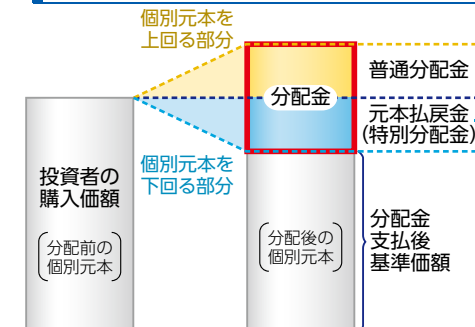 個別元本を
上回る部分
分配金
普通分配金
元本払戻金
(特別分配金)
個別元本を
下回る部分
投資者の
購入価額
(分配前の
個別元本)
(分配後の
個別元本)
分配金
支払後
基準価額